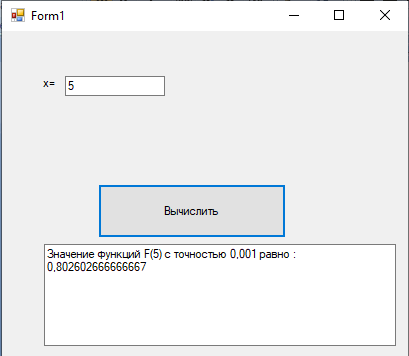 Form1
x= 5
Вычислить
Значение функций F(5) с точностью 0,001 равно :
0,802602666666667